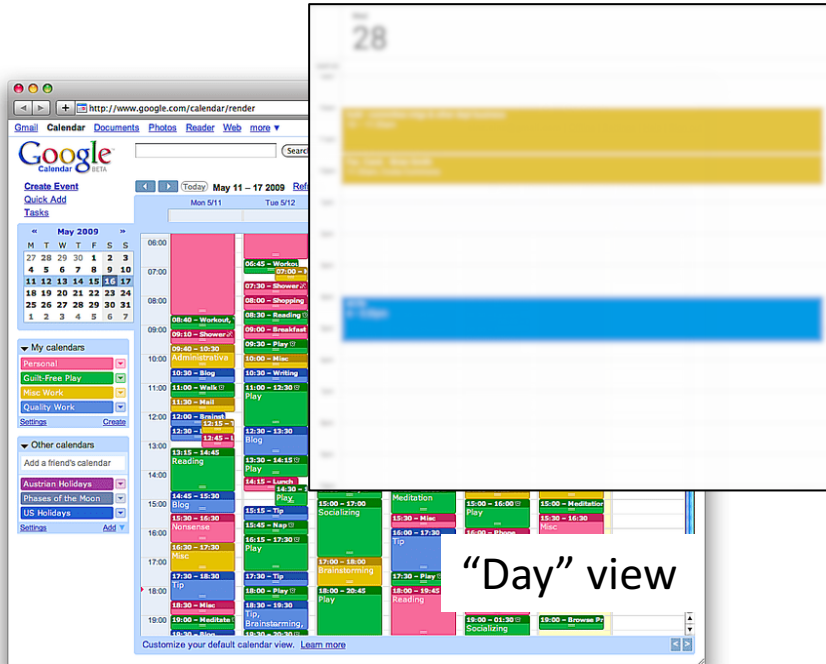 28
http://www.google.com/calendar/render
Gmail Calendar Documents Photos Reader Web more ▼
Google
Calendar BETA
Create Event
Quick Add
Tasks
Today May 11 – 17 2009
Mon 5/11 Tue 5/12
« May 2009 »
M T W T F S S
27 28 29 30 1 2 3
4 5 6 7 8 9 10
11 12 13 14 15 16 17
18 19 20 21 22 23 24
25 26 27 28 29 30 31
1 2 3 4 5 6 7
My calendars
Personal
Guilt-Free Play
Misc Work
Quality Work
Settings Create
Other calendars
Add a friend's calendar
Austrian Holidays
Phases of the Moon
US Holidays
Settings Add ▼
06:00
07:00
08:00
09:00
10:00
11:00
12:00
13:00
14:00
15:00
16:00
17:00
18:00
19:00
08:40 – Workout,
09:10 – Shower
09:40 – 10:30
Administrativa
10:30 – Blog
11:00 – Walk
11:30 – Mail
12:00 – Brainst
12:15 –
12:30 –
12:45 –
13:15 – 14:45
Reading
14:45 – 15:30
Blog
15:30 – 16:30
Nonsense
16:30 – 17:30
Misc
17:30 – 18:30
Tip
18:30 – Misc
19:00 – Meditate
19:30 – Blog
06:45 – Workou
07:00 –
07:30 – Shower
08:00 – Shopping
08:30 – Reading
09:00 – Breakfast
09:30 – Play
10:00 – Misc
10:30 – Writing
11:00 – 12:30
Play
12:30 – 13:30
Blog
13:30 – 14:15
Play
14:15 – Lunch
14:30 –
Play,
15:15 – Tip
15:45 – Nap
16:15 – 17:30
Play
17:30 – Tip
18:00 – Play
18:30 – 19:30
Tip,
Brainstorming,
19:30 – 20:30
15:00 – 17:00
Socializing
17:00 – 18:00
Brainstorming
18:00 – 20:45
Play
Meditation
15:30 – Misc
16:00 – 17:30
Tip
17:30 – Play
18:00 – 19:45
Reading
15:00 – 16:00
Play
16:00 – Phone
19:00 – 01:30
Socializing
15:00 – Meditation
15:30 – 16:30
Misc
19:00 – Browse
“Day” view
Customize your default calendar view. Learn more